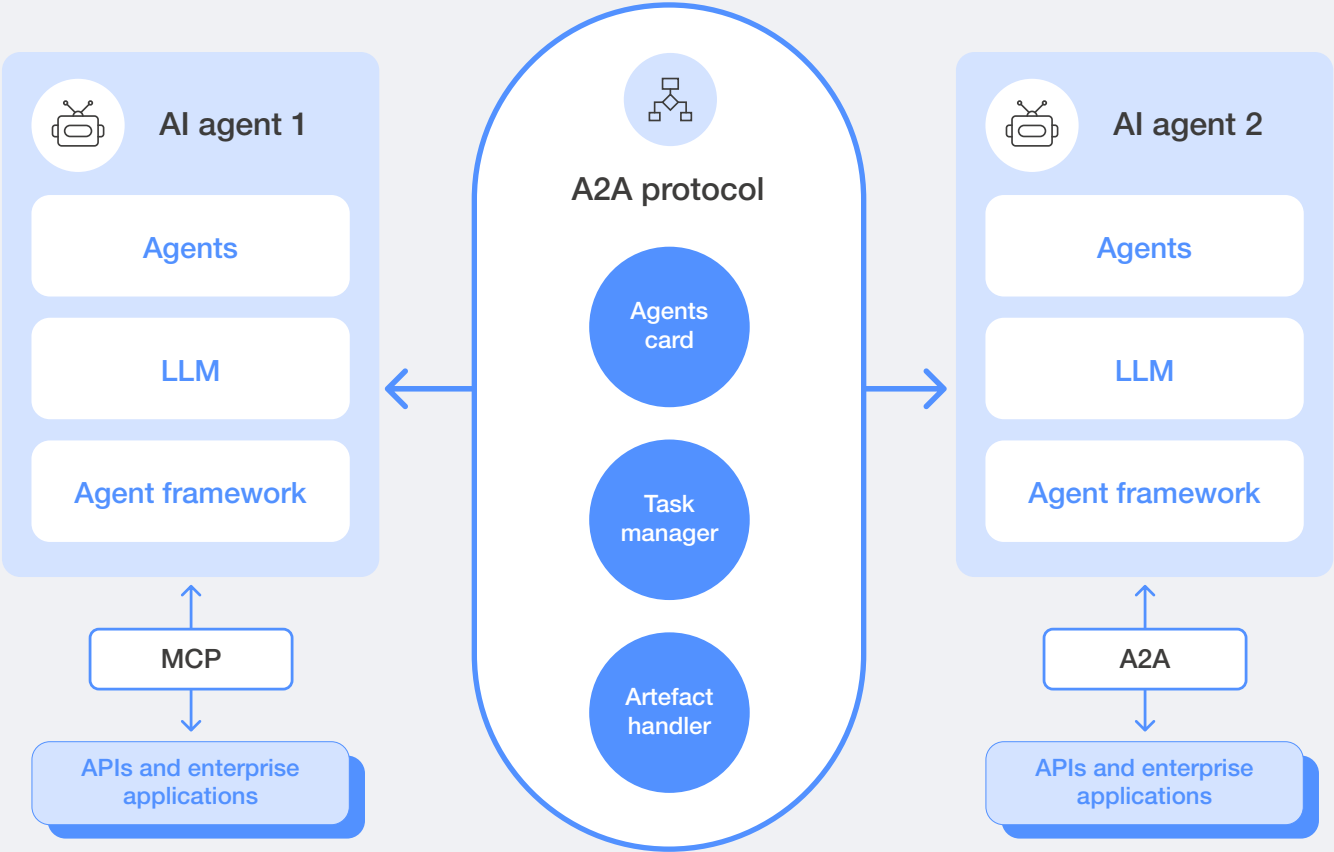 AI agent 1
Agents
LLM
Agent framework
MCP
APIs and enterprise
applications
A2A protocol
Agents
card
Task
manager
Artefact
handler
AI agent 2
Agents
LLM
Agent framework
A2A
APIs and enterprise
applications